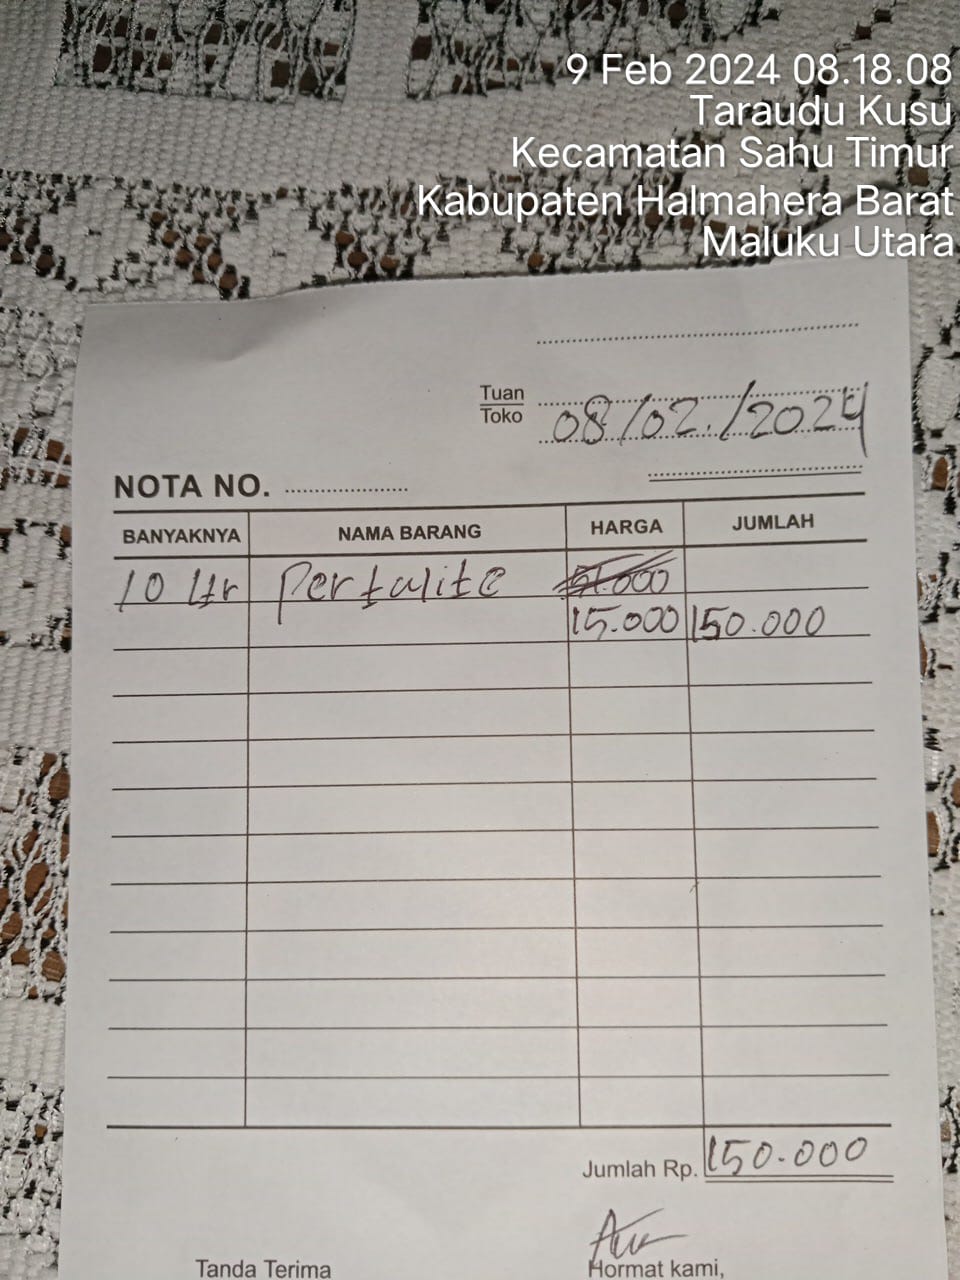 9 Feb 2024 08.18.08
Taraudu Kusu
Kecamatan Sahu Timur
Kabupaten Halmahera Barat
Maluku Utara
Tuan
Toko
08/02./2024
NOTA NO.
BANYAKNYA NAMA BARANG HARGA JUMLAH
10 Ltr Pertalite
15.000 150.000
Jumlah Rp. 150.000
Tanda Terima Hormat kami,